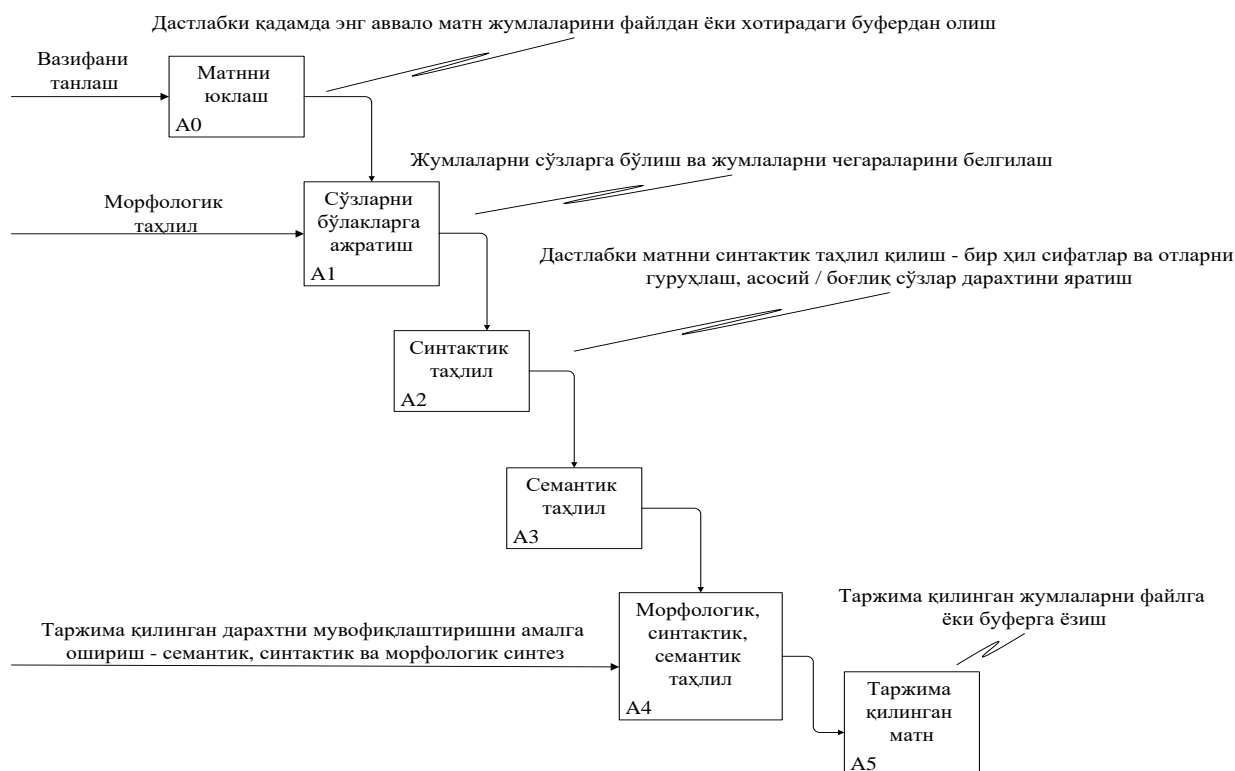 Дастлабки қадамда энг аввало матн жумлаларини файлдан ёки хотирадаги буфердан олиш
Вазифани
танлаш
Матнни
юклаш
A0
Жумлаларни сўзларга бўлиш ва жумлаларни чегараларини белгилаш
Морфологик
таҳлил
Сўзларни
бўлакларга
ажратиш
A1
Дастлабки матнни синтактик таҳлил қилиш - бир ҳил сифатлар ва отларни
гуруҳлаш, асосий / боғлиқ сўзлар дарахтини яратиш
Синтактик
таҳлил
A2
Семантик
таҳлил
A3
Таржима қилинган дарахтни мувофиқлаштиришни амалга
ошириш - семантик, синтактик ва морфологик синтез
Морфологик,
синтактик,
семантик
таҳлил
A4
Таржима қилинган жумлаларни файлга
ёки буферга ёзиш
Таржима
қилинган
матн
A5